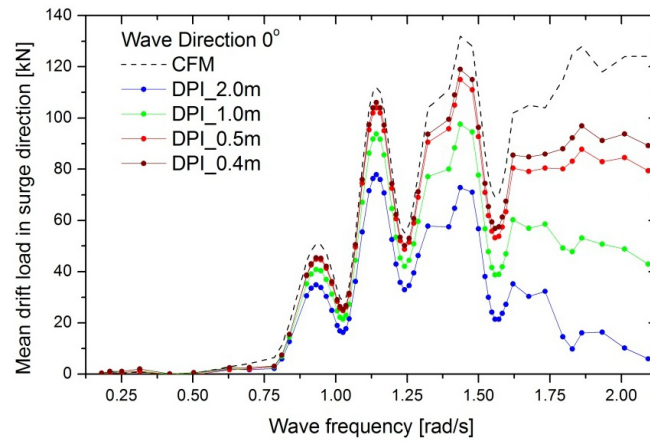 Mean drift load in surge direction [kN]
140
120
100
80
60
40
20
0
Wave Direction 0°
CFM
DPI_2.0m
DPI_1.0m
DPI_0.5m
DPI_0.4m
0.25 0.50 0.75 1.00 1.25 1.50 1.75 2.00
Wave frequency [rad/s]